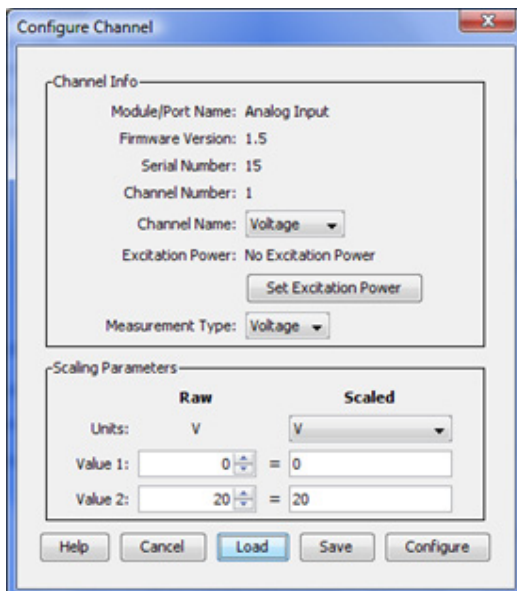 Configure Channel
Channel Info
Module/Port Name: Analog Input
Firmware Version: 1.5
Serial Number: 15
Channel Number: 1
Channel Name: Voltage
Excitation Power: No Excitation Power
Set Excitation Power
Measurement Type: Voltage
Scaling Parameters
Raw Scaled
Units: V V
Value 1: 0 = 0
Value 2: 20 = 20
Help Cancel Load Save Configure